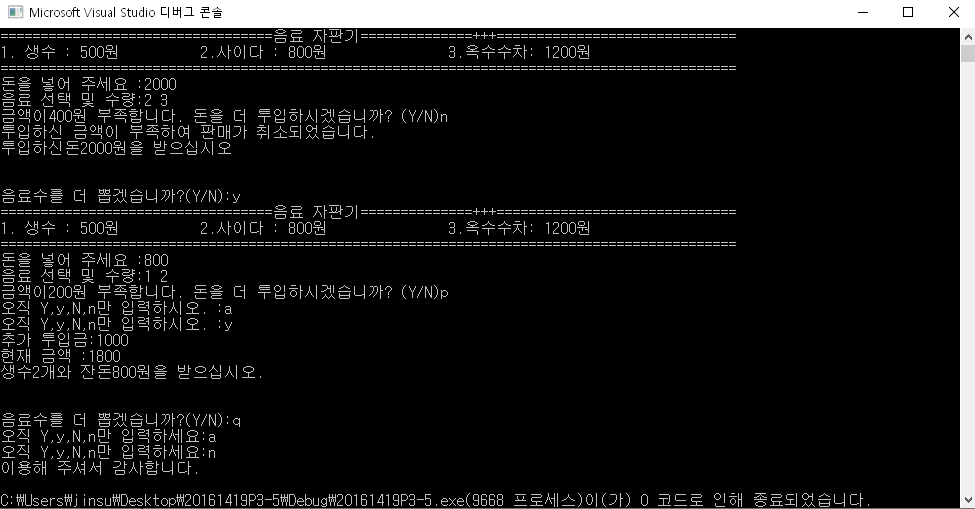 Microsoft Visual Studio 디버그 콘솔
==================================음료 자판기==============+++==============================
1. 생수 : 500원          2.사이다 : 800원               3.옥수수차: 1200원
============================================================================================
돈을 넣어 주세요 :2000
음료 선택 및 수량:2 3
금액이400원 부족합니다. 돈을 더 투입하시겠습니까? (Y/N)n
투입하신 금액이 부족하여 판매가 취소되었습니다.
투입하신돈2000원을 받으십시오
음료수를 더 뽑겠습니까?(Y/N):y
==================================음료 자판기==============+++==============================
1. 생수 : 500원          2.사이다 : 800원               3.옥수수차: 1200원
============================================================================================
돈을 넣어 주세요 :800
음료 선택 및 수량:1 2
금액이200원 부족합니다. 돈을 더 투입하시겠습니까? (Y/N)p
오직 Y,y,N,n만 입력하시오. :a
오직 Y,y,N,n만 입력하시오. :y
추가 투입금:1000
현재 금액 :1800
생수2개와 잔돈800원을 받으십시오.
음료수를 더 뽑겠습니까?(Y/N):q
오직 Y,y,N,n만 입력하세요:a
오직 Y,y,N,n만 입력하세요:n
이용해 주셔서 감사합니다.
C:₩Users₩jinsu₩Desktop₩20161419P3-5₩Debug₩20161419P3-5.exe(9668 프로세스)이(가) 0 코드로 인해 종료되었습니다.